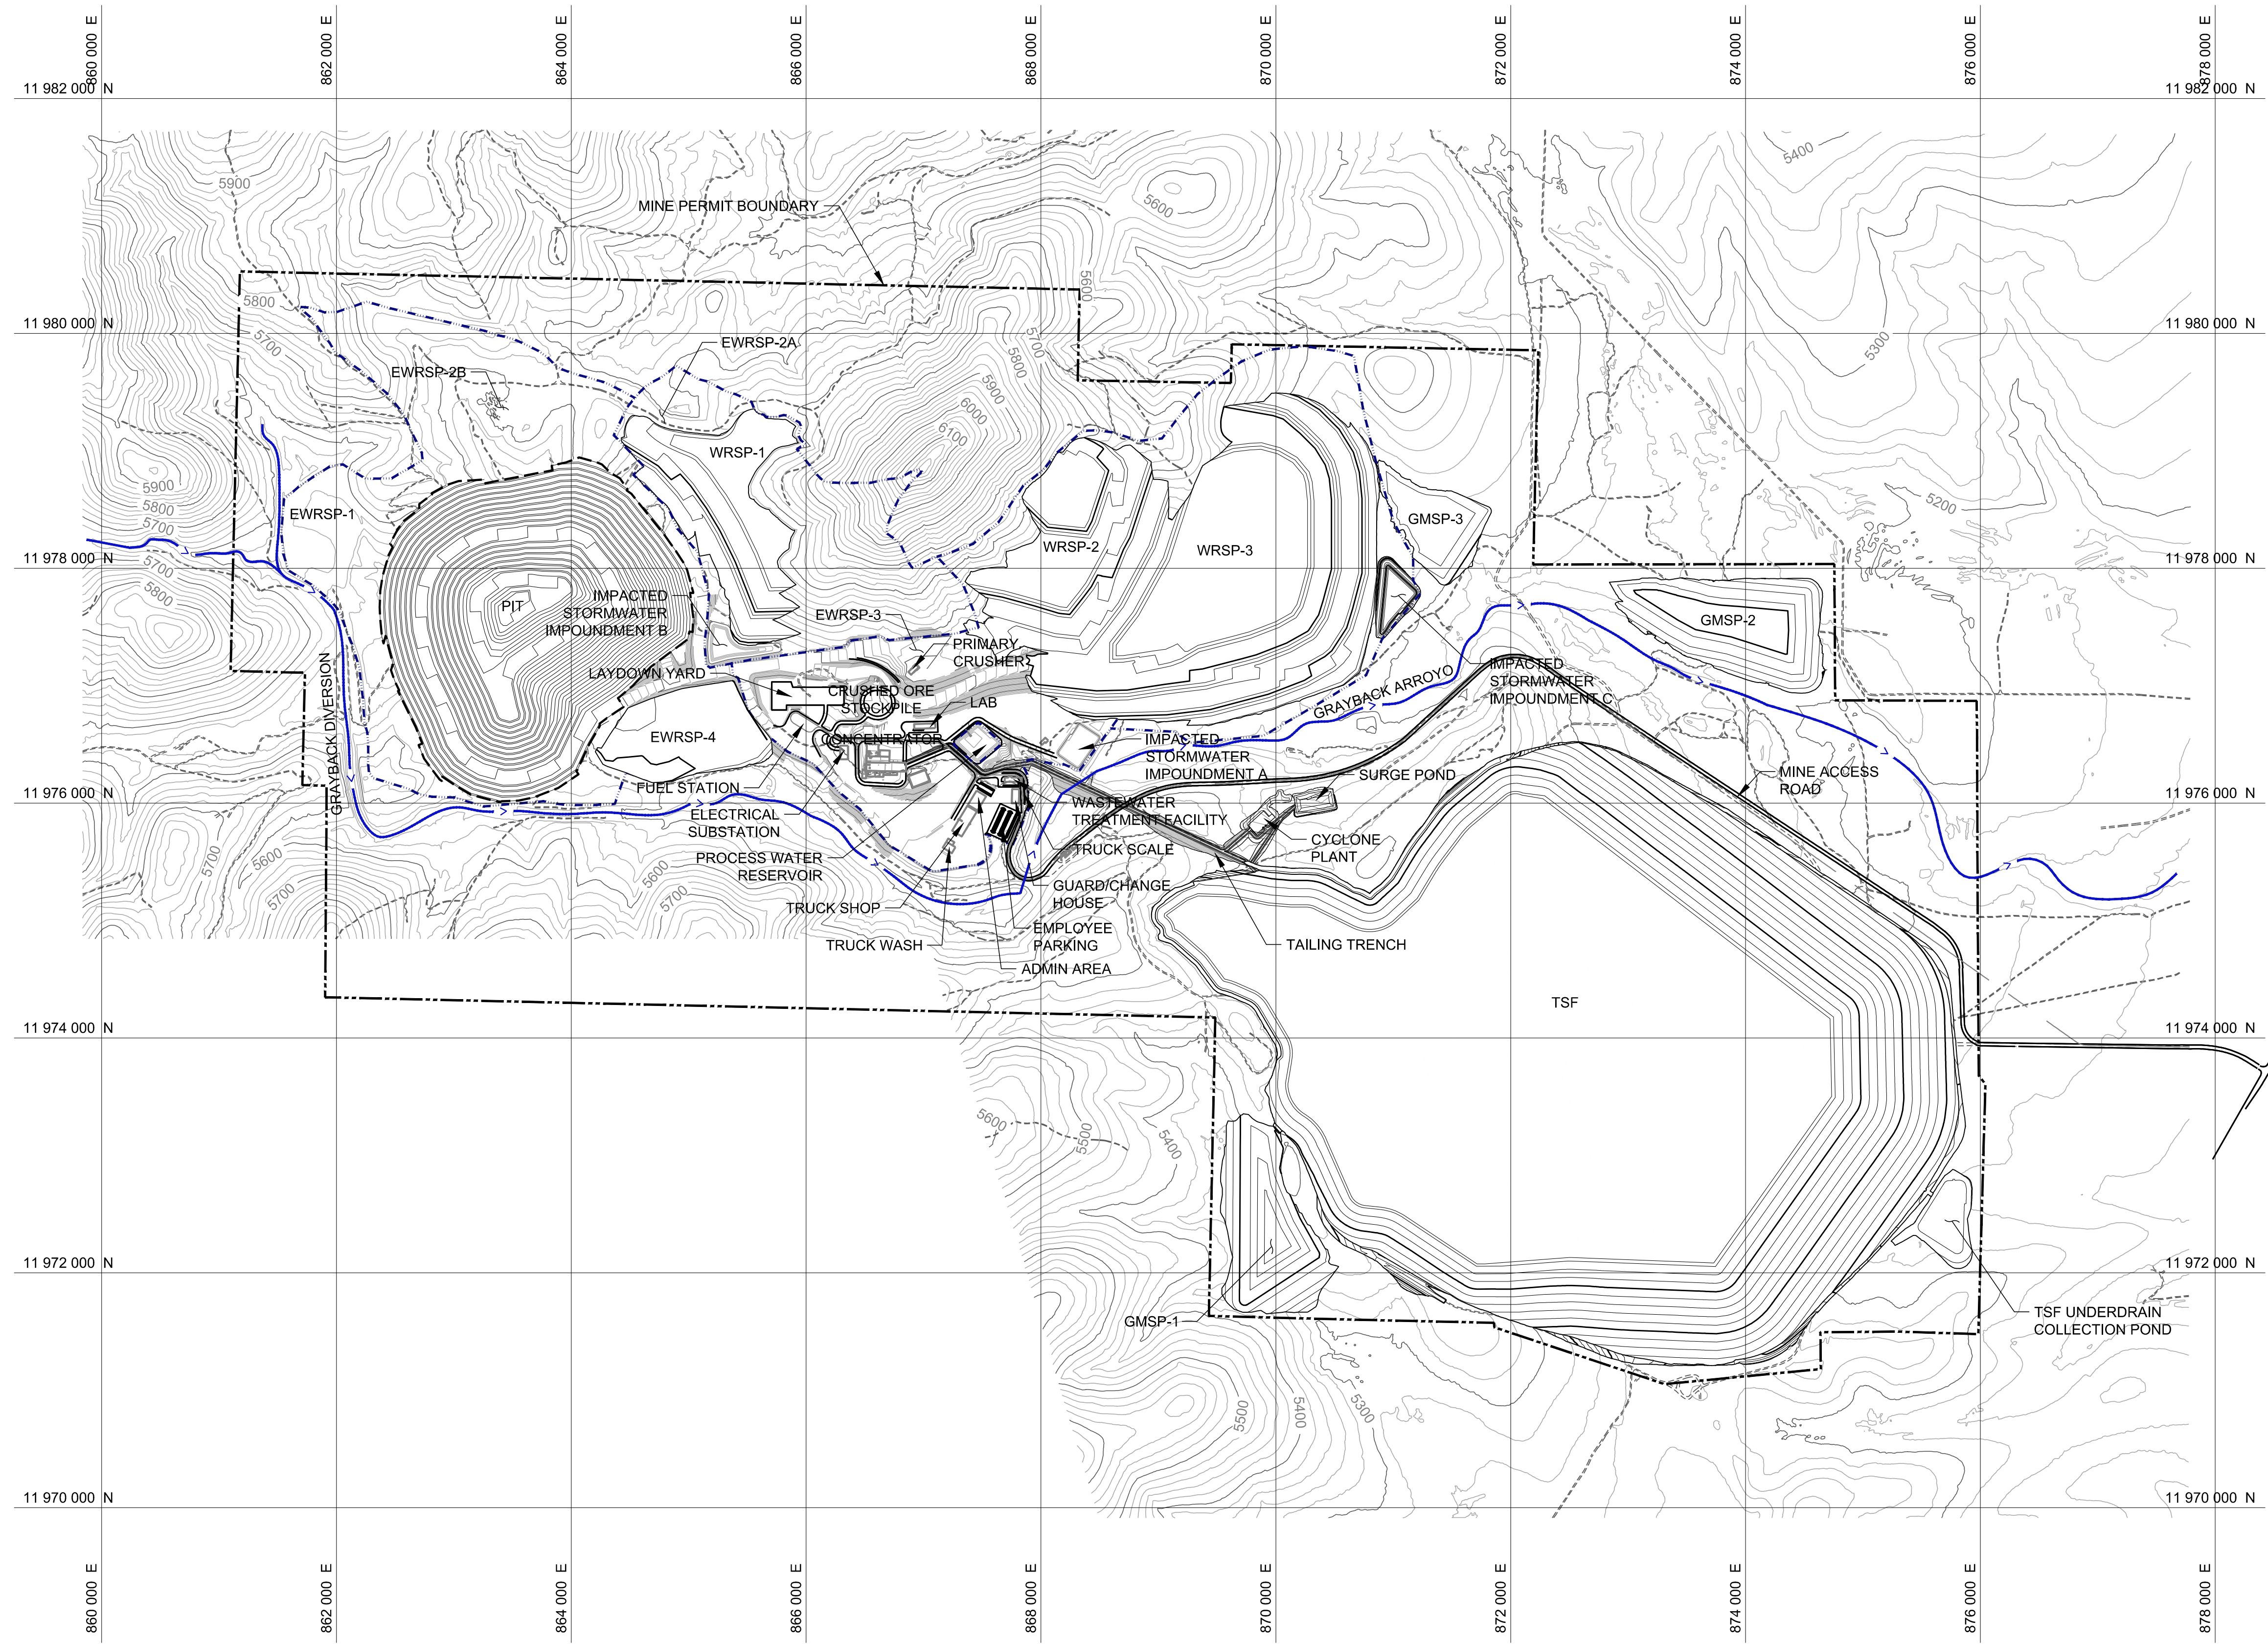 860 000 E
862 000 E
864 000 E
866 000 E
868 000 E
870 000 E
872 000 E
874 000 E
876 000 E
878 000 E
11 982 000 N
11 982 000 N
5400
5900
5600
MINE PERMIT BOUNDARY
5600
5800
5700
5700
5800
5900
6000
6100
5300
11 980 000 N
11 980 000 N
EWRSP-2A
EWRSP-2B
WRSP-1
5900
5800
5700
5200
EWRSP-1
GMSP-3
WRSP-2
WRSP-3
11 978 000 N
11 978 000 N
5700
5800
PIT
IMPACTED
STORMWATER
IMPOUNDMENT B
EWRSP-3
PRIMARY
CRUSHER
GMSP-2
LAYDOWN YARD
CRUSHED ORE
STOCKPILE
LAB
GRAYBACK ARROYO
IMPACTED
STORMWATER
IMPOUNDMENT C
GRAYBACK DIVERSION
EWRSP-4
ONCENTRATOR
IMPACTED
STORMWATER
IMPOUNDMENT A
SURGE POND
MINE ACCESS
ROAD
FUEL STATION
11 976 000 N
11 976 000 N
ELECTRICAL
SUBSTATION
WASTEWATER
TREATMENT FACILITY
CYCLONE
PLANT
TRUCK SCALE
PROCESS WATER
RESERVOIR
5700
5600
5700
5600
5700
GUARD/CHANGE
HOUSE
TRUCK SHOP
EMPLOYEE
PARKING
TRUCK WASH
TAILING TRENCH
ADMIN AREA
TSF
11 974 000 N
11 974 000 N
5600
5500
5400
11 972 000 N
11 972 000 N
GMSP-1
TSF UNDERDRAIN
COLLECTION POND
5500
5400
5300
11 970 000 N
11 970 000 N
860 000 E
862 000 E
864 000 E
866 000 E
868 000 E
870 000 E
872 000 E
874 000 E
876 000 E
878 000 E